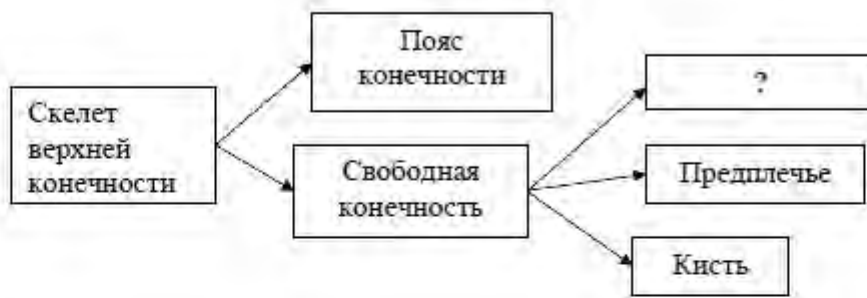 Скелет
верхней
конечности
Пояс
конечности
Свободная
конечность
?
Предплечье
Кисть